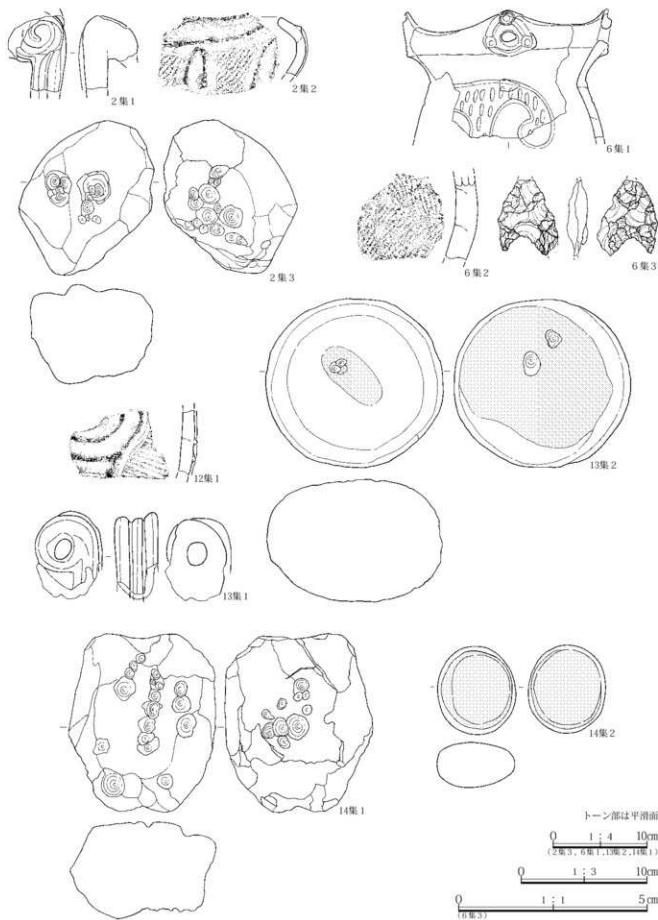 2集1
2集2
6集1
2集3
6集2
6集3
12集1
13集2
13集1
14集1
14集2
トーン部は平滑面
0 1：4 10cm
(2集3，6集1，13集2，14集1)
0 1：3 10cm
0 1：1 5cm
(6集3)